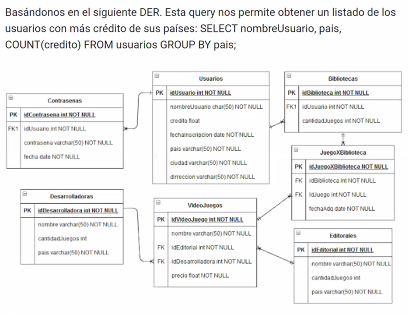 Basándonos en el siguiente DER. Esta query nos permite obtener un listado de los
usuarios con más crédito de sus países: SELECT nombreUsuario, pais,
COUNT(credito) FROM usuarios GROUP BY pais;
Usuarios
PK idUsuario int NOT NULL
nombreUsuario char(50) NOT NULL
credito float
fechaInscripcion date NOT NULL
pais varchar(50) NOT NULL
ciudad varchar(50) NOT NULL
direccion varchar(50) NOT NULL
Bibliotecas
PK idBiblioteca int NOT NULL
FK1 idUsuario int NOT NULL
cantidadJuegos int NOT NULL
Contrasenas
PK idContrasena int NOT NULL
FK1 idUsuario int NOT NULL
contrasena varchar(50) NOT NULL
fecha date NOT NULL
JuegoXBiblioteca
PK idJuegoXBiblioteca NOT NULL
FK idBiblioteca int NOT NULL
FK idJuego int NOT NULL
fechaAdq date NOT NULL
Desarrolladoras
PK idDesarrolladora int NOT NULL
nombre varchar(50) NOT NULL
cantidadJuegos int
pais varchar(50) NOT NULL
VideoJuegos
PK idVideoJuego int NOT NULL
nombre varchar(50) NOT NULL
FK idEditorial int NOT NULL
FK idDesarrolladora int NOT NULL
precio float NOT NULL
Editoriales
PK idEditorial int NOT NULL
nombre varchar(50) NOT NULL
cantidadJuegos int
pais varchar(50) NOT NULL